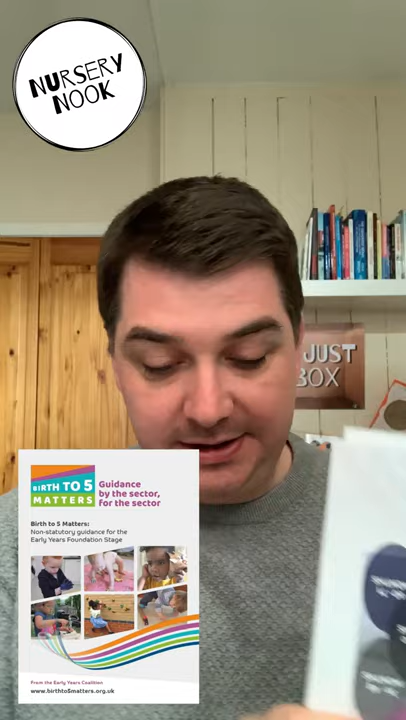 NURSERY
NOOK
JUST
BOX
BIRTH TO 5
MATTERS
Guidance
by the sector,
for the sector
Birth to 5 Matters:
Non-statutory guidance for the
Early Years Foundation Stage
From the Early Years Coalition
www.birthto5matters.org.uk